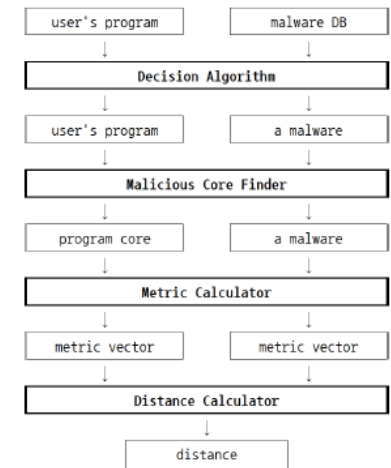 user's program malware DB
Decision Algorithm
user's program a malware
Malicious Core Finder
program core a malware
Metric Calculator
metric vector metric vector
Distance Calculator
distance